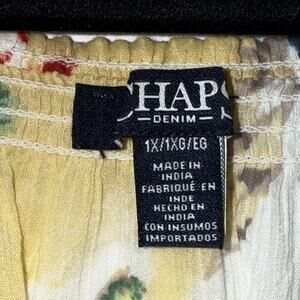 CHAPS
DENIM
1X/1XG/EG
MADE IN
INDIA
FABRIQUÉ EN
INDE
HECHO EN
INDIA
CON INSUMOS
IMPORTADOS